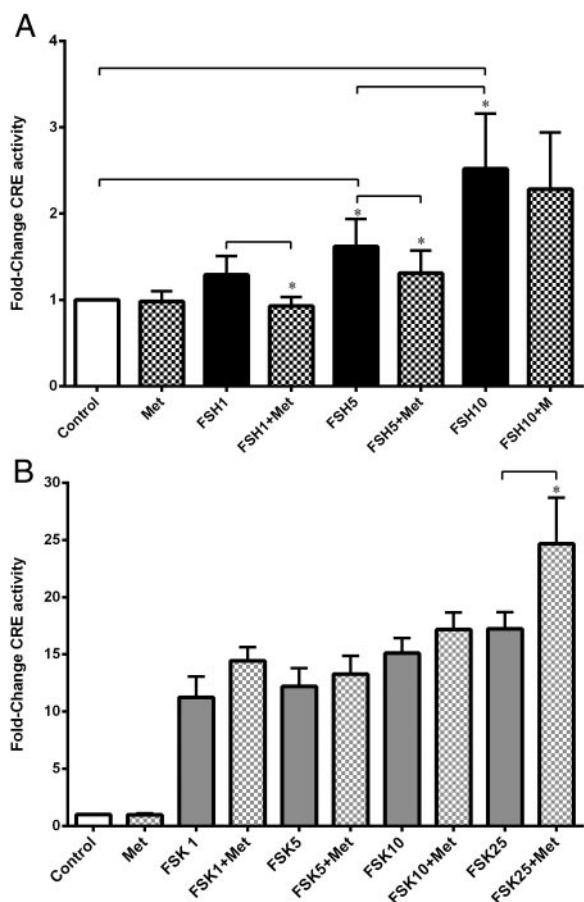 A
Fold-Change CRE activity
4
3
2
1
0
*
*
*
*
Control
Met
FSH1
FSH1+Met
FSH5
FSH5+Met
FSH10
FSH10+M
B
Fold-Change CRE activity
30
25
20
15
10
5
0
*
Control
Met
FSK 1
FSK1+Met
FSK5
FSK5+Met
FSK10
FSK10+Met
FSK25
FSK25+Met